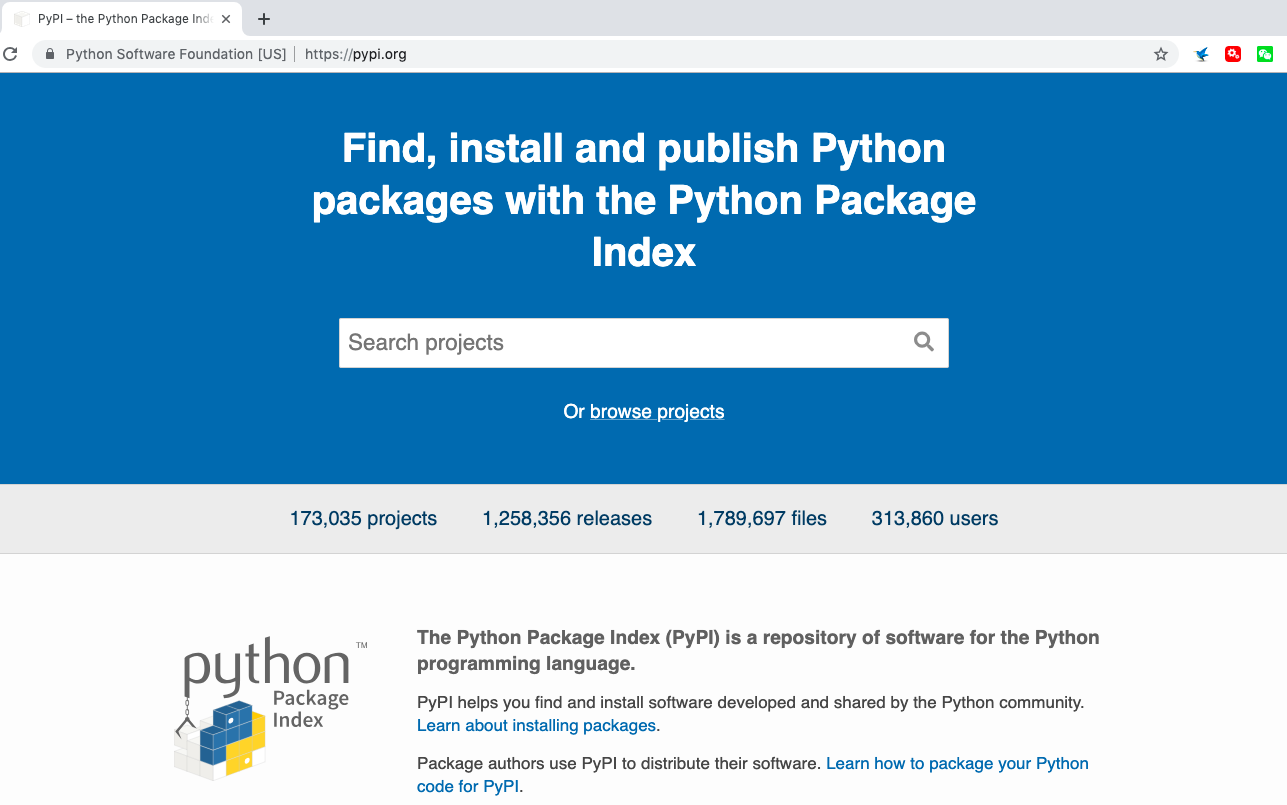 PyPI – the Python Package Ind
Python Software Foundation [US] https://pypi.org
Find, install and publish Python
packages with the Python Package
Index
Search projects
Or browse projects
173,035 projects 1,258,356 releases 1,789,697 files 313,860 users
python TM
Package
Index
The Python Package Index (PyPI) is a repository of software for the Python
programming language.
PyPI helps you find and install software developed and shared by the Python community.
Learn about installing packages.
Package authors use PyPI to distribute their software. Learn how to package your Python
code for PyPI.